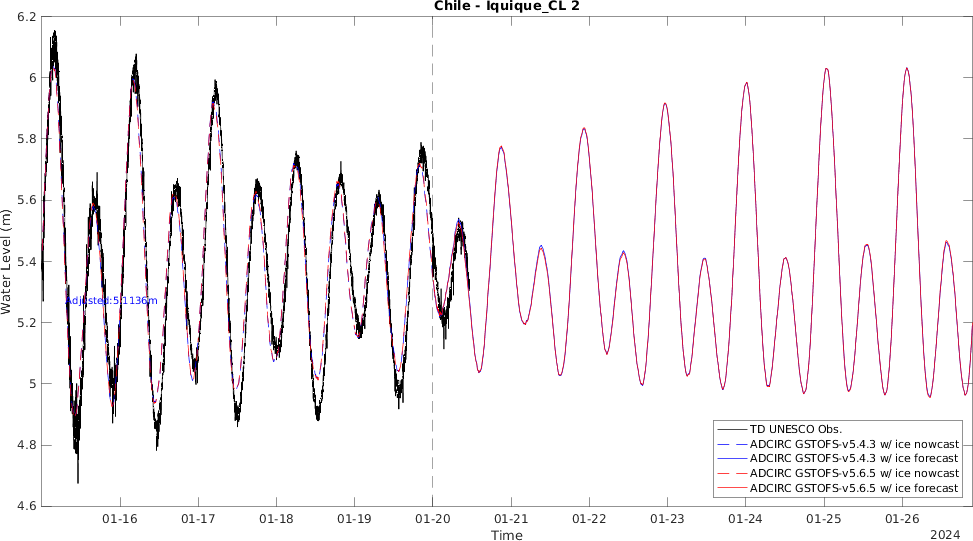 Chile - Iquique_CL 2
6.2
6
5.8
5.6
5.4
5.2
5
4.8
4.6
Water Level (m)
Adjusted:5.1136m
TD UNESCO Obs.
ADCIRC GSTOFS-v5.4.3 w/ ice nowcast
ADCIRC GSTOFS-v5.4.3 w/ ice forecast
ADCIRC GSTOFS-v5.6.5 w/ ice nowcast
ADCIRC GSTOFS-v5.6.5 w/ ice forecast
01-16 01-17 01-18 01-19 01-20 01-21 01-22 01-23 01-24 01-25 01-26
Time
2024